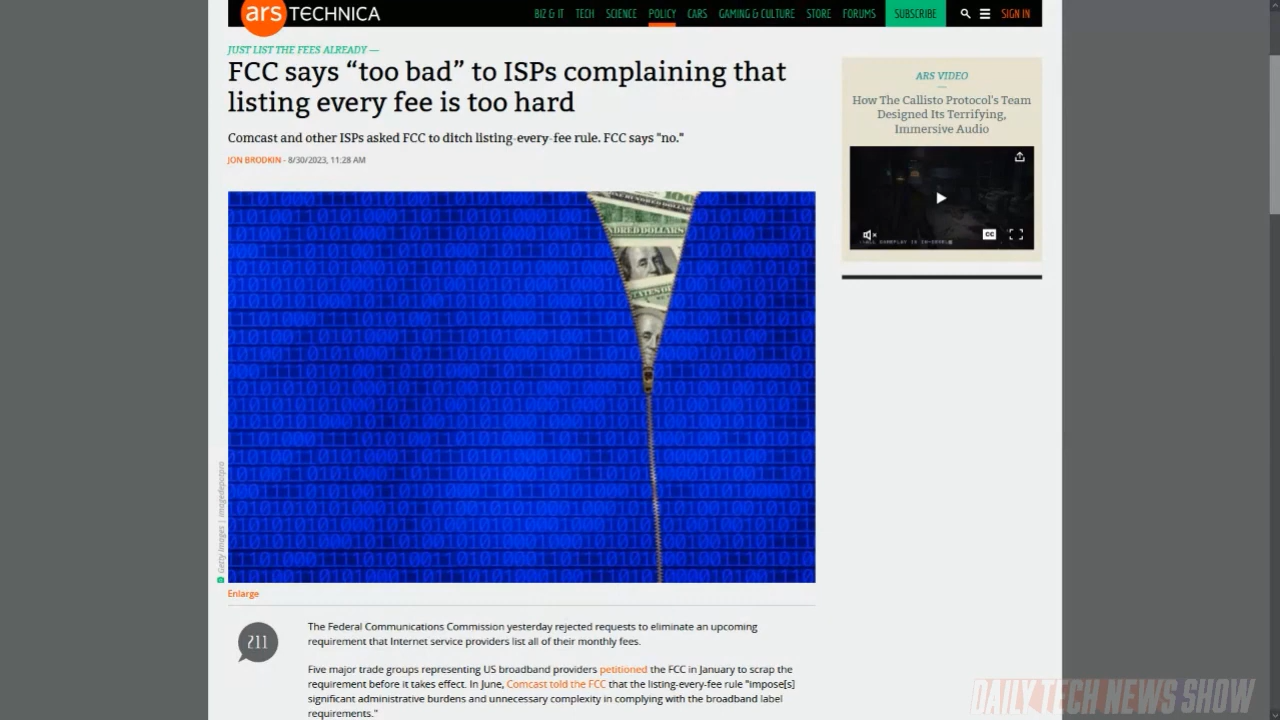 ars TECHNICA
BIZ & IT TECH SCIENCE POLICY CARS GAMING & CULTURE STORE FORUMS SUBSCRIBE SIGN IN
JUST LIST THE FEES ALREADY —
FCC says “too bad” to ISPs complaining that
listing every fee is too hard
Comcast and other ISPs asked FCC to ditch listing-every-fee rule. FCC says "no."
JON BRODKIN - 8/30/2023, 11:28 AM
ARS VIDEO
How The Callisto Protocol's Team
Designed Its Terrifying,
Immersive Audio
CC
Getty Images | imagedepotpro
Enlarge
211
The Federal Communications Commission yesterday rejected requests to eliminate an upcoming
requirement that Internet service providers list all of their monthly fees.
Five major trade groups representing US broadband providers petitioned the FCC in January to scrap the
requirement before it takes effect. In June, Comcast told the FCC that the listing-every-fee rule "impose[s]
significant administrative burdens and unnecessary complexity in complying with the broadband label
requirements."
DAILY TECH NEWS SHOW